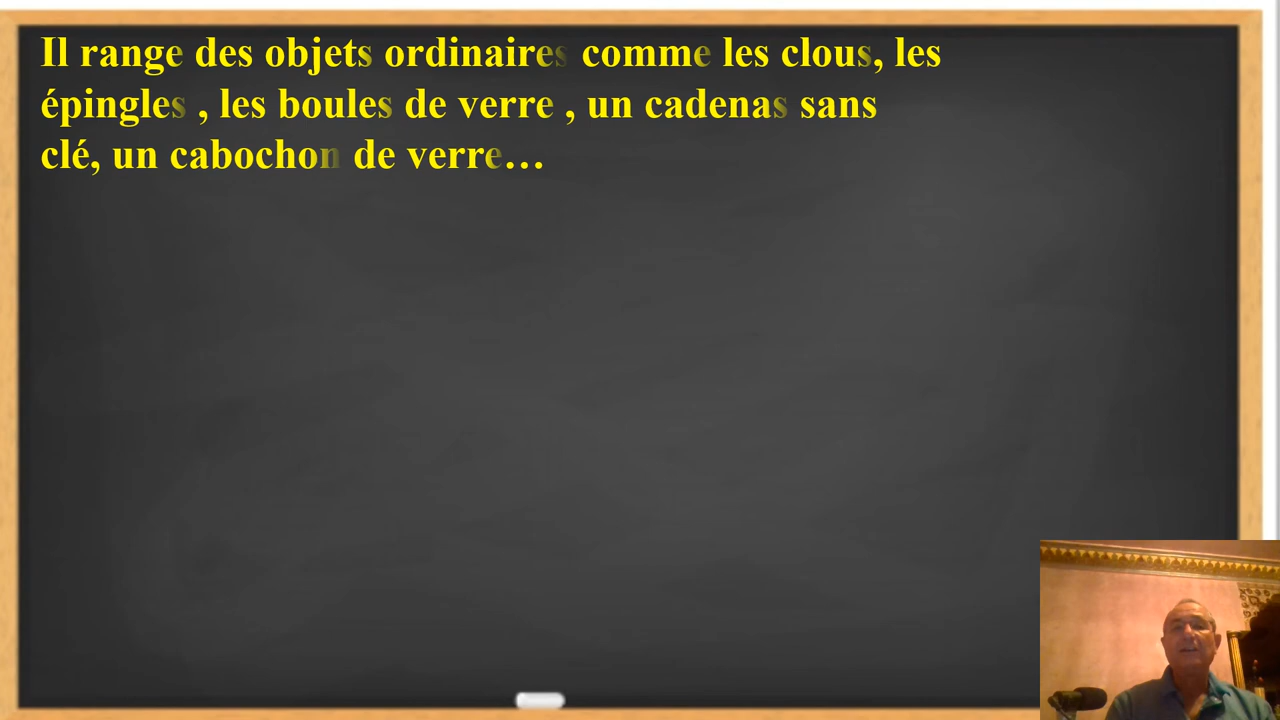 Il range des objets ordinaires comme les clous, les
épingles , les boules de verre , un cadenas sans
clé, un cabochon de verre…